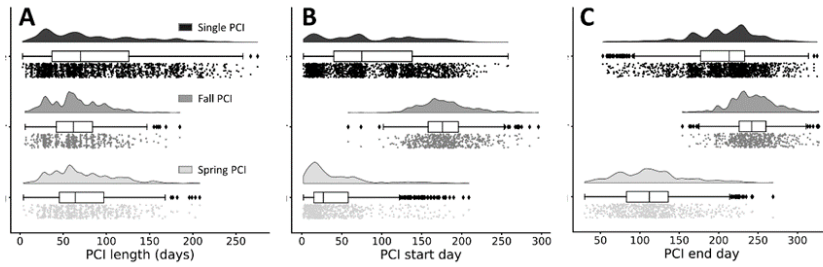 A
B
C
Single PCI
Fall PCI
Spring PCI
0 50 100 150 200 250
0 50 100 150 200 250 300
50 100 150 200 250 300
PCI length (days)
PCI start day
PCI end day